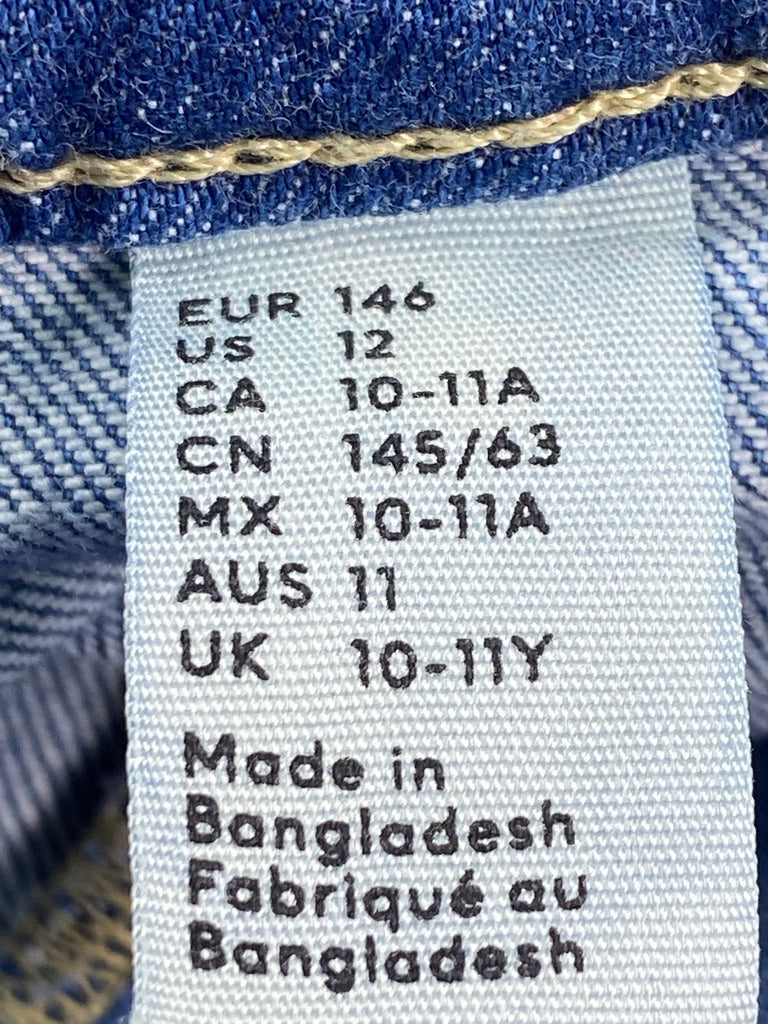 EUR 146
US 12
CA 10-11A
CN 145/63
MX 10-11A
AUS 11
UK 10-11Y
Made in
Bangladesh
Fabriqué au
Bangladesh